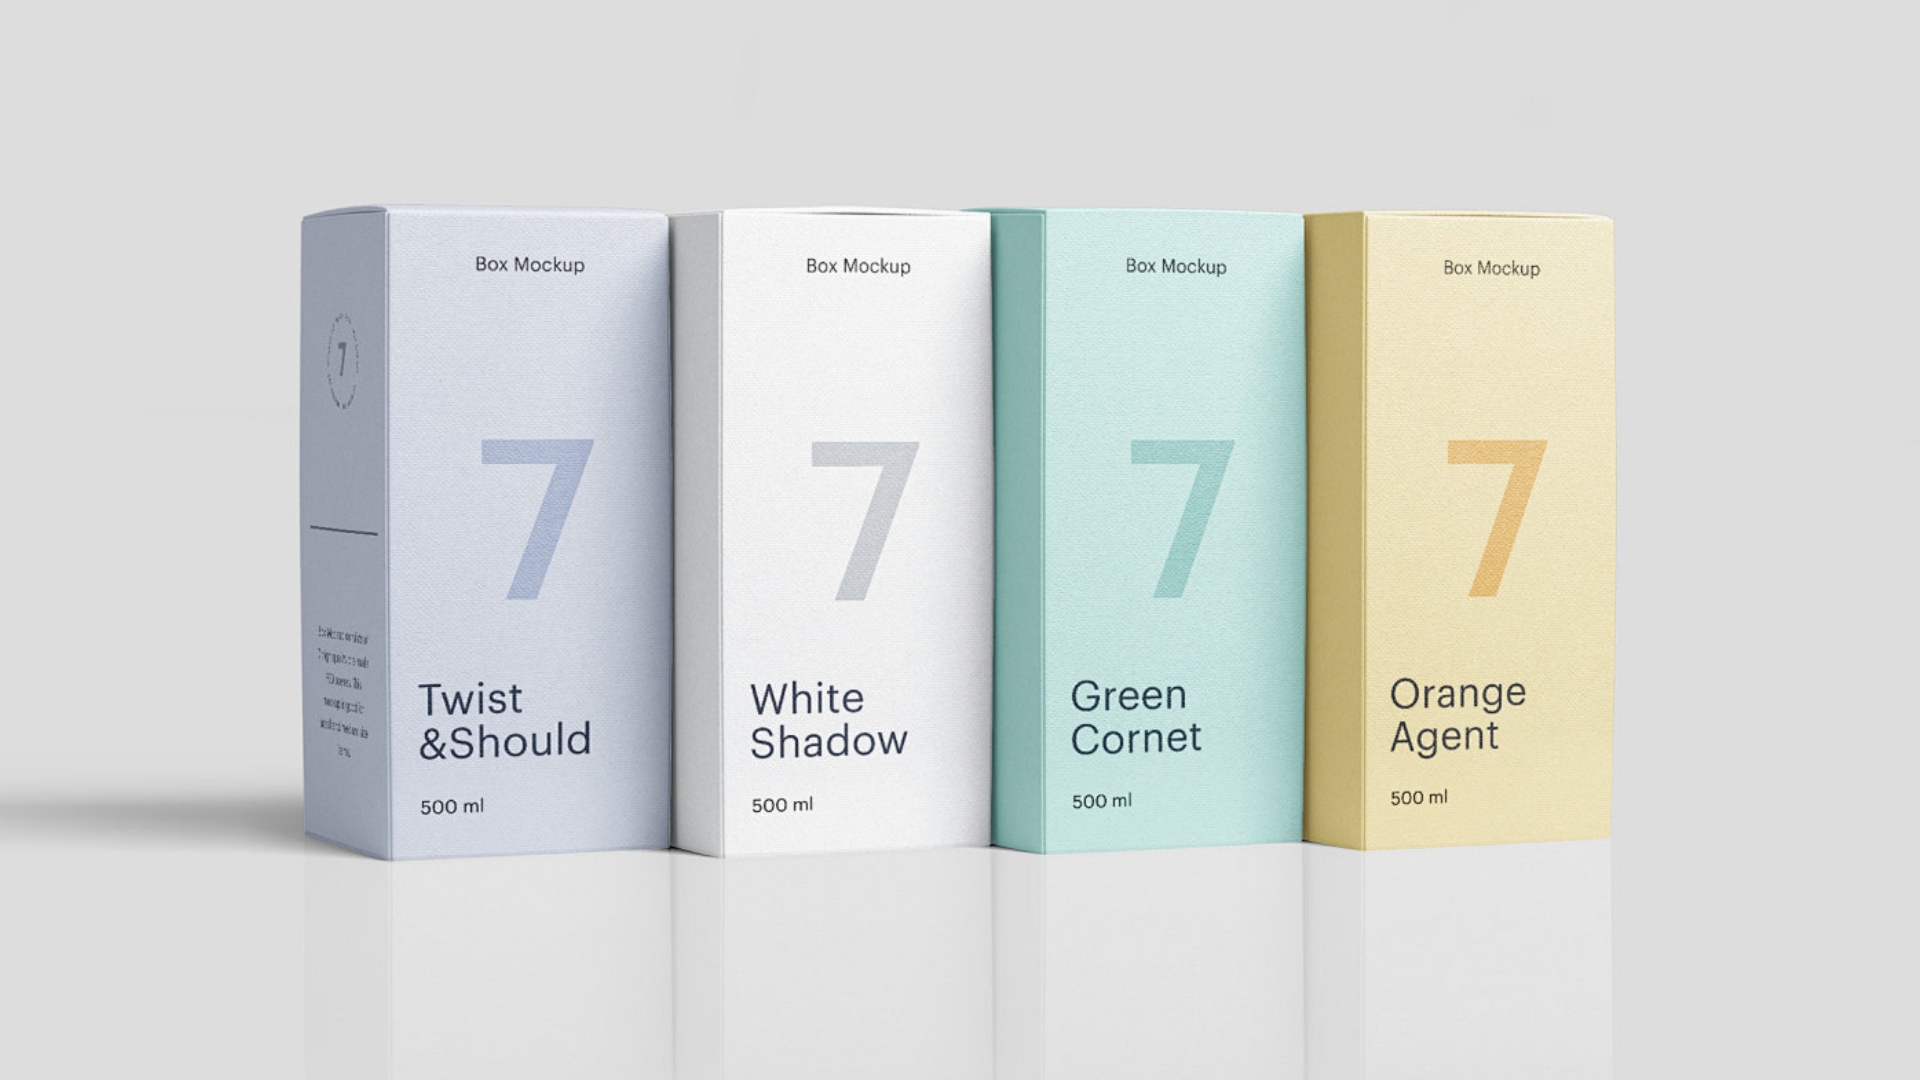 Box Mockup
7
Twist
&Should
500 ml
7
Box Mockup
7
White
Shadow
500 ml
Box Mockup
7
Green
Cornet
500 ml
Box Mockup
7
Orange
Agent
500 ml